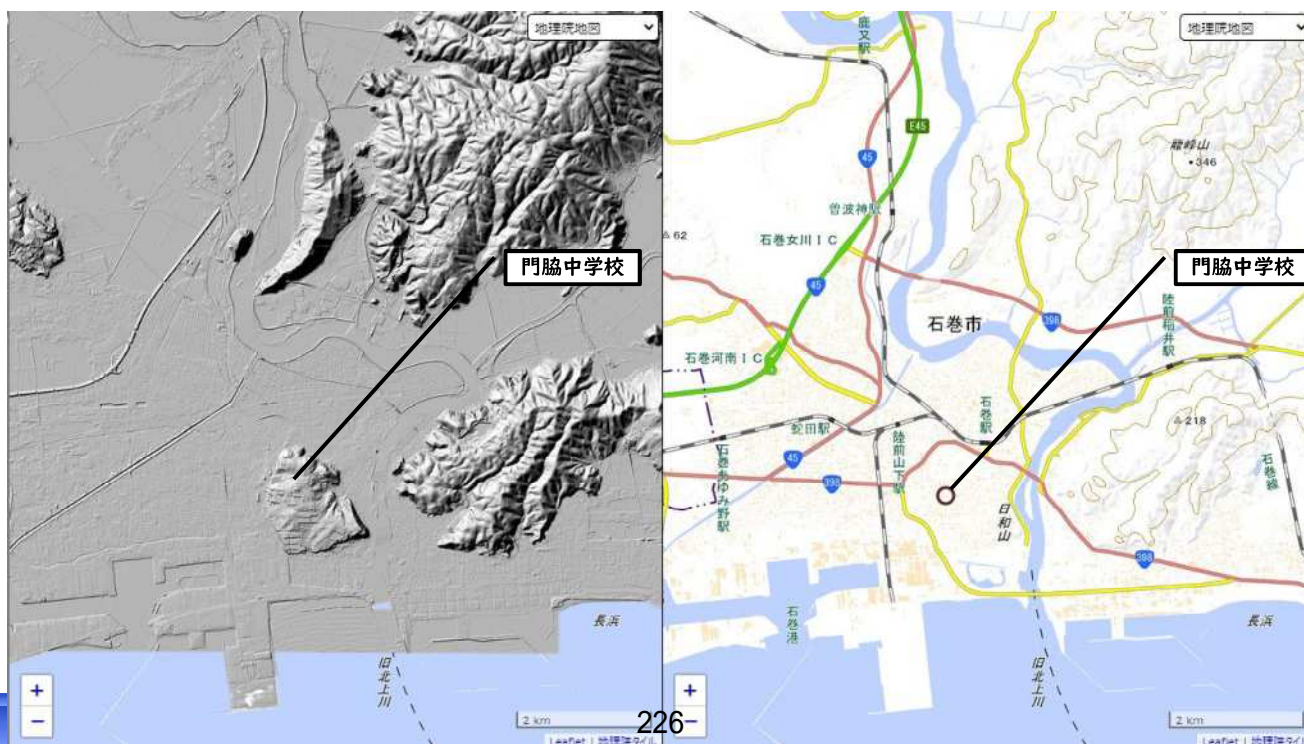 地理院地図
門脇中学校
長浜
旧北上川
+
−
2 km
Leaflet | 地理院タイル
地理院地図
鹿又駅
E45
45
龍峰山
・346
曽波神駅
△ 62
石巻女川IC
門脇中学校
45
石巻市
398
陸前稲井駅
石巻河南IC
石巻駅
△ 218
蛇田駅
陸前山下駅
45
398
石巻あゆみ野駅
石巻線
日和山
398
石巻港
長浜
旧北上川
+
−
2 km
Leaflet | 地理院タイル
226